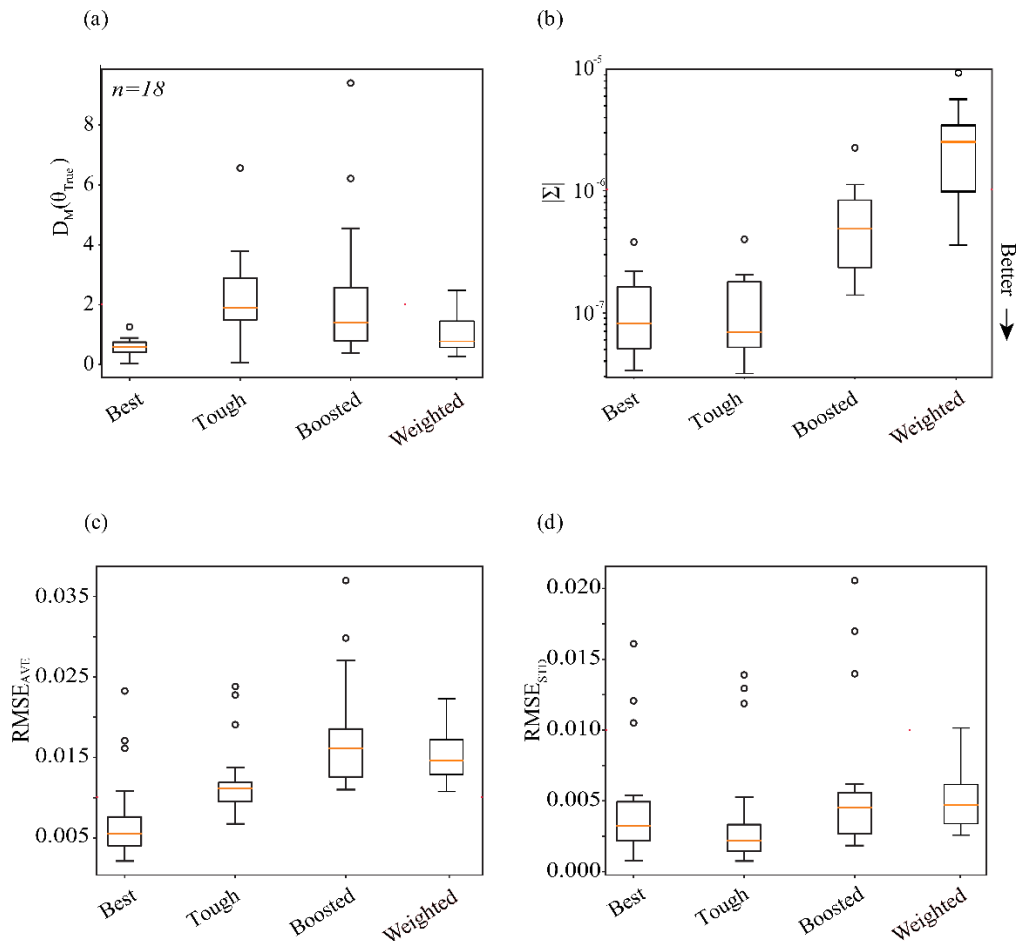 (a)
n=18
8
6
4
2
0
D_M(θ_True)
Best
Tough
Boosted
Weighted
(b)
10^-5
10^-6
10^-7
|Σ|
Better
Best
Tough
Boosted
Weighted
(c)
0.035
0.025
0.015
0.005
RMSE_AVE
Best
Tough
Boosted
Weighted
(d)
0.020
0.015
0.010
0.005
0.000
RMSE_STD
Best
Tough
Boosted
Weighted